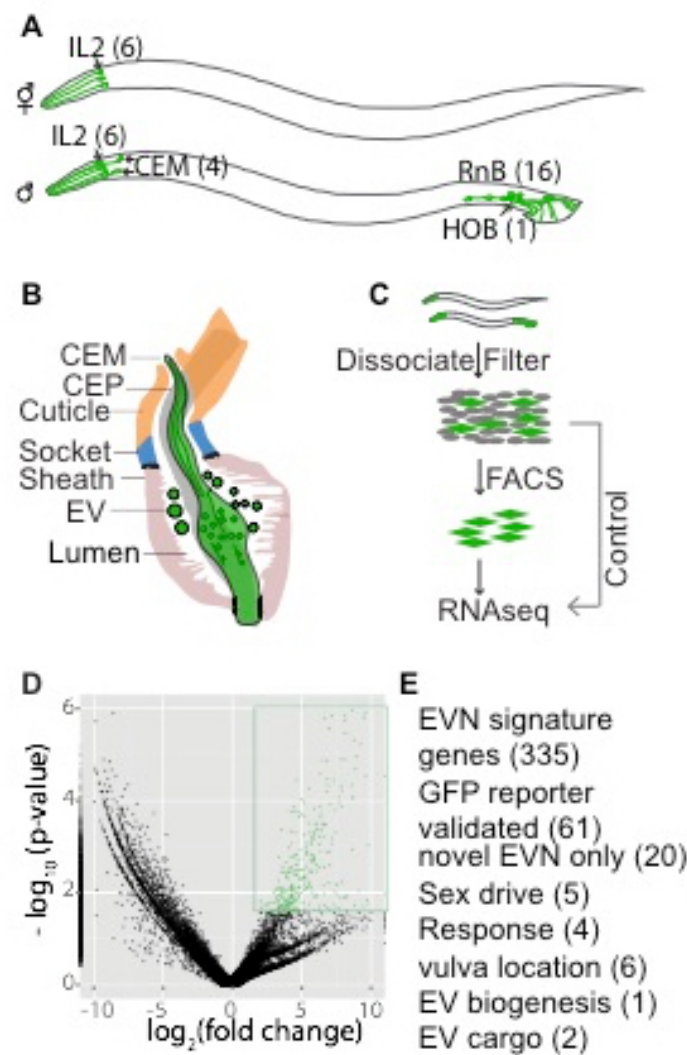 A
IL2 (6)
⚥
IL2 (6)
CEM (4)
♂
RnB (16)
HOB (1)
B
CEM
CEP
Cuticle
Socket
Sheath
EV
Lumen
C
Dissociate Filter
FACS
Control
RNAseq
D
6
4
2
0
-10 -5 0 5 10
- log10 (p-value)
log2(fold change)
E
EVN signature
genes (335)
GFP reporter
validated (61)
novel EVN only (20)
Sex drive (5)
Response (4)
vulva location (6)
EV biogenesis (1)
EV cargo (2)